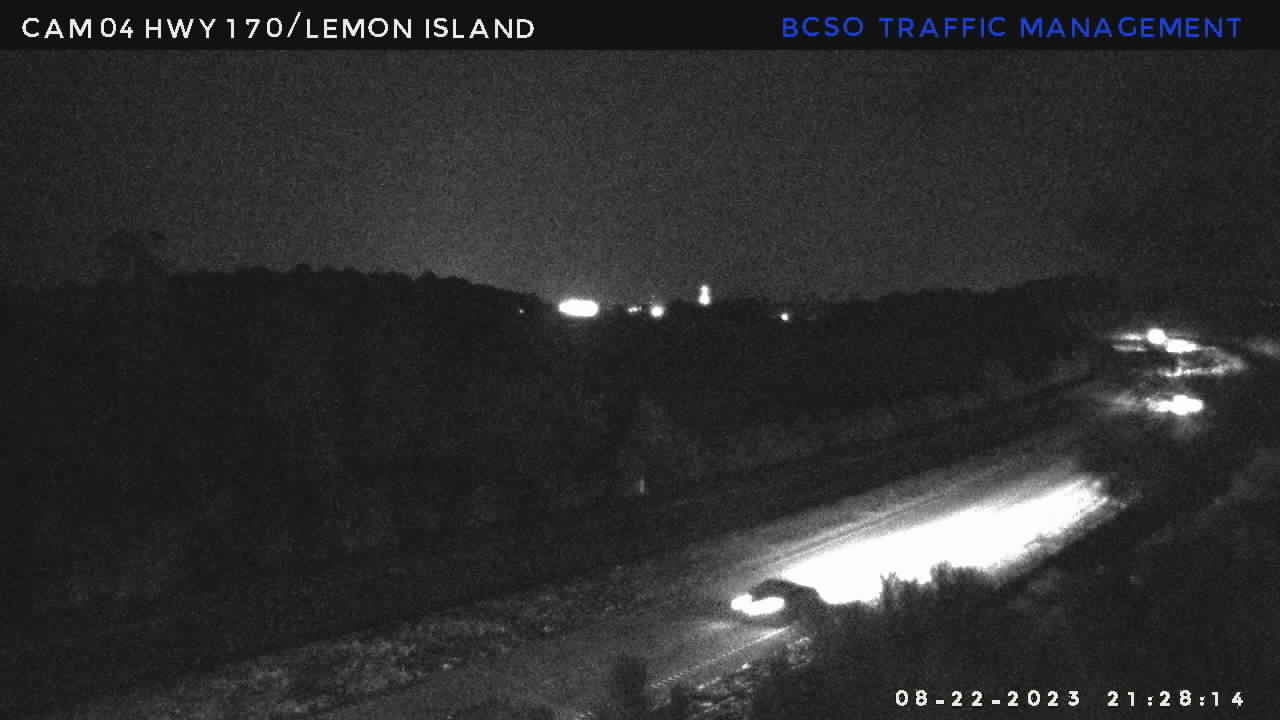 CAM 04 HWY 170/LEMON ISLAND
BCSO TRAFFIC MANAGEMENT
08-22-2023 21:28:14